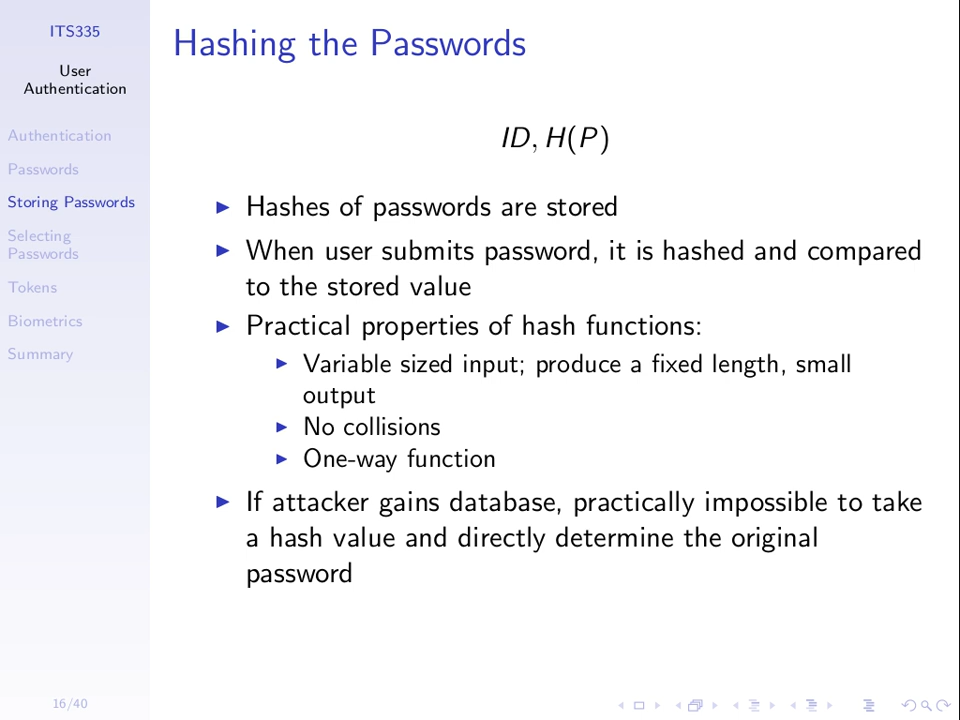 ITS335
User
Authentication
Authentication
Passwords
Storing Passwords
Selecting
Passwords
Tokens
Biometrics
Summary
16/40
Hashing the Passwords
ID, H(P)
Hashes of passwords are stored
When user submits password, it is hashed and compared
to the stored value
Practical properties of hash functions:
Variable sized input; produce a fixed length, small
output
No collisions
One-way function
If attacker gains database, practically impossible to take
a hash value and directly determine the original
password